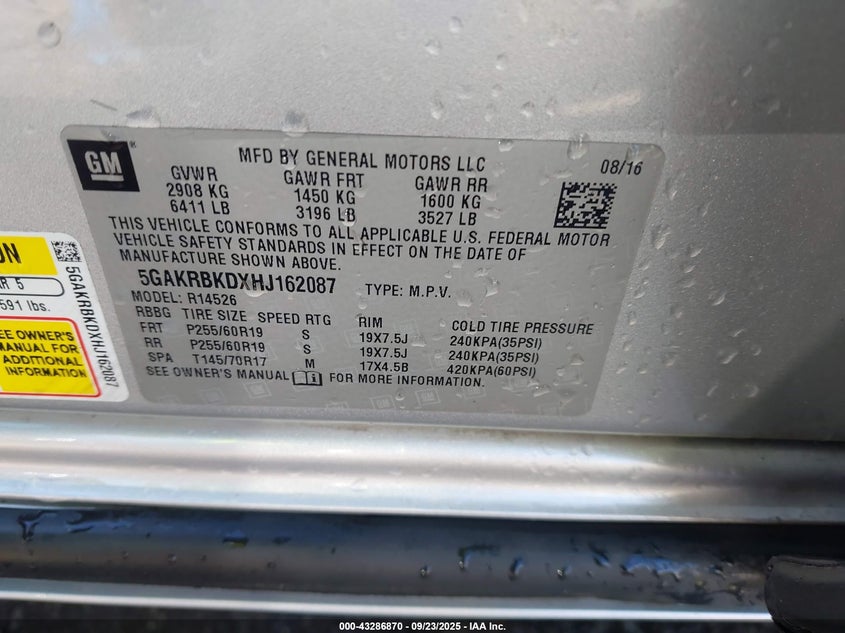 GM
MFD BY GENERAL MOTORS LLC
08/16
GVWR GAWR FRT GAWR RR
2908 KG 1450 KG 1600 KG
6411 LB 3196 LB 3527 LB
THIS VEHICLE CONFORMS TO ALL APPLICABLE U.S. FEDERAL MOTOR
VEHICLE SAFETY STANDARDS IN EFFECT ON THE DATE OF
MANUFACTURE SHOWN ABOVE.
5GAKRBKDXHJ162087 TYPE: M.P.V.
MODEL: R14526
RBBG TIRE SIZE SPEED RTG RIM COLD TIRE PRESSURE
FRT P255/60R19 S 19X7.5J 240KPA(35PSI)
RR P255/60R19 S 19X7.5J 240KPA(35PSI)
SPA T145/70R17 M 17X4.5B 420KPA(60PSI)
SEE OWNER'S MANUAL FOR MORE INFORMATION.
ON
R 5
591 lbs.
SEE OWNER'S
MANUAL FOR
ADDITIONAL
INFORMATION
5GAKRBKDXHJ162087
000-43286870 - 09/23/2025 - IAA Inc.